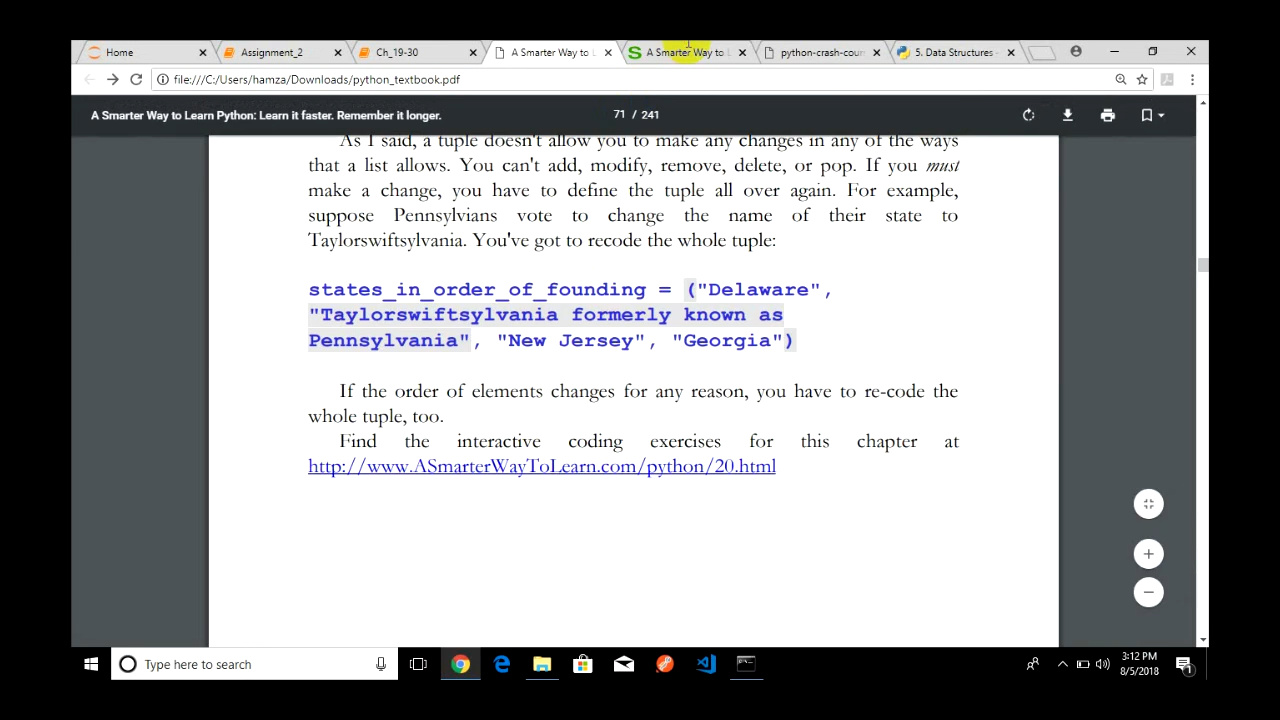 Home
Assignment_2
Ch_19-30
A Smarter Way to L
A Smarter Way to L
python-crash-cour
5. Data Structures -
file:///C:/Users/hamza/Downloads/python_textbook.pdf
A Smarter Way to Learn Python: Learn it faster. Remember it longer.
71 / 241
As I said, a tuple doesn't allow you to make any changes in any of the ways
that a list allows. You can't add, modify, remove, delete, or pop. If you must
make a change, you have to define the tuple all over again. For example,
suppose Pennsylvians vote to change the name of their state to
Taylorswiftsylvania. You've got to recode the whole tuple:
states_in_order_of_founding = ("Delaware",
"Taylorswiftsylvania formerly known as
Pennsylvania", "New Jersey", "Georgia")
If the order of elements changes for any reason, you have to re-code the
whole tuple, too.
Find the interactive coding exercises for this chapter at
http://www.ASmarterWayToLearn.com/python/20.html
Type here to search
3:12 PM
8/5/2018
1